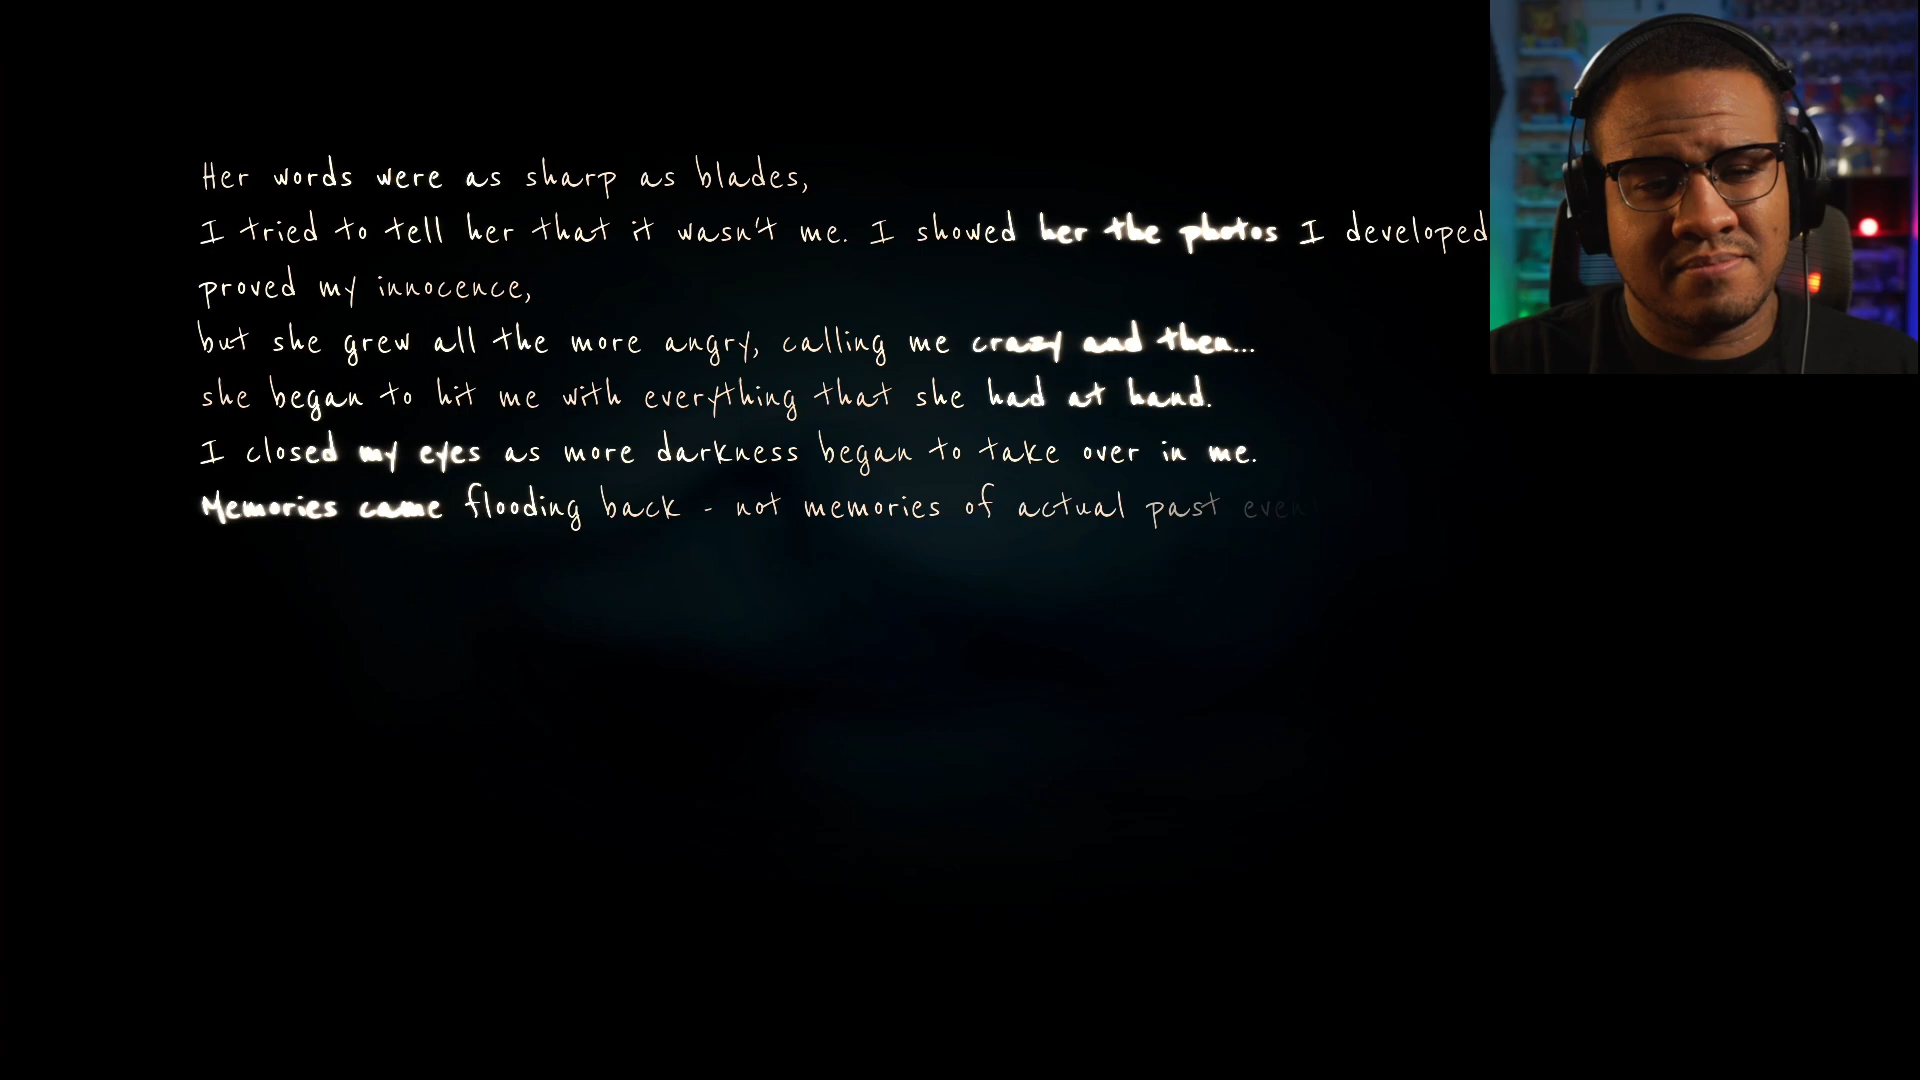 Her words were as sharp as blades,
I tried to tell her that it wasn't me. I showed her the photos I developed
proved my innocence,
but she grew all the more angry, calling me crazy and then...
she began to hit me with everything that she had at hand.
I closed my eyes as more darkness began to take over in me.
Memories came flooding back - not memories of actual past even